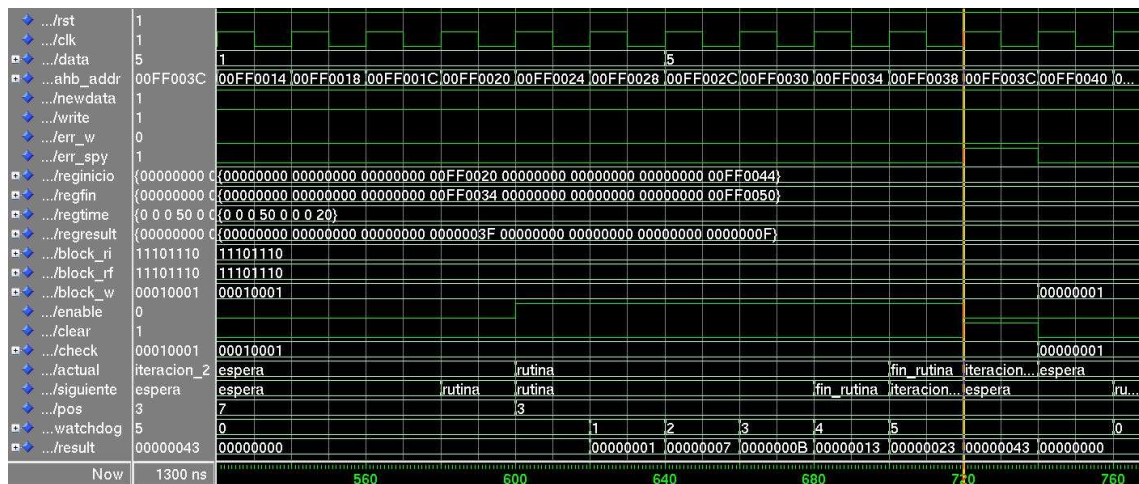 .../rst 1
.../clk 1
.../data 5 1 5
...ahb_addr 00FF003C 00FF0014 00FF0018 00FF001C 00FF0020 00FF0024 00FF0028 00FF002C 00FF0030 00FF0034 00FF0038 00FF003C 00FF0040 0...
.../newdata 1
.../write 1
.../err_w 0
.../err_spy 1
.../reginicio {00000000 0 {00000000 00000000 00000000 00FF0020 00000000 00000000 00000000 00FF0044}
.../regfin {00000000 0 {00000000 00000000 00000000 00FF0034 00000000 00000000 00000000 00FF0050}
.../regtime {0 0 0 50 0 0 {0 0 0 50 0 0 0 20}
.../regresult {00000000 0 {00000000 00000000 00000000 0000003F 00000000 00000000 00000000 0000000F}
.../block_ri 11101110 11101110
.../block_rf 11101110 11101110
.../block_w 00010001 00010001 00000001
.../enable 0
.../clear 1
.../check 00010001 00010001 00000001
.../actual iteracion_2 espera rutina fin_rutina iteracion... espera
.../siguiente espera espera rutina rutina fin_rutina iteracion... espera ru...
.../pos 3 7 3
...watchdog 5 0 1 2 3 4 5 0
.../result 00000043 00000000 00000001 00000007 0000000B 00000013 00000023 00000043 00000000
Now 1300 ns 560 600 640 680 720 760